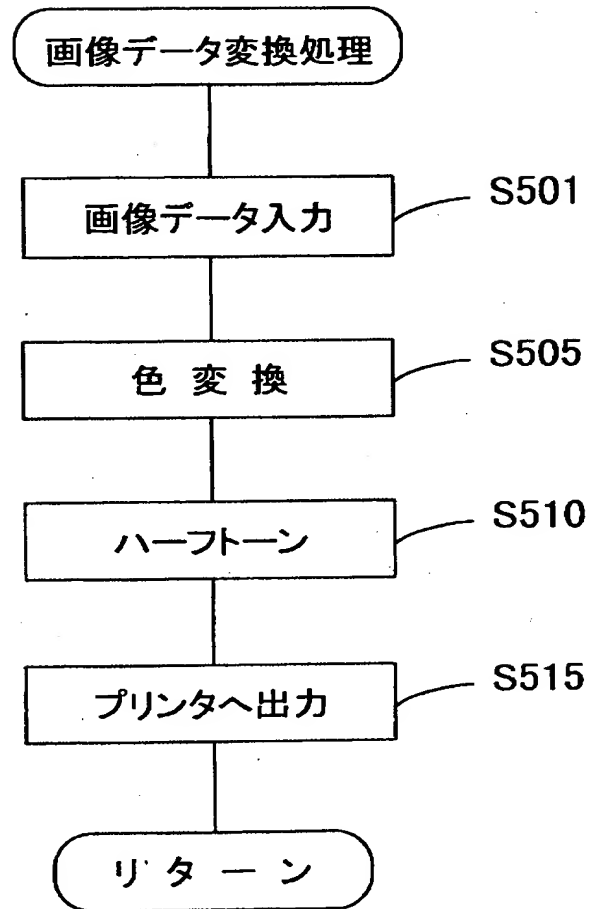 画像データ変換処理
画像データ入力 S501
色変換 S505
ハーフトーン S510
プリンタへ出力 S515
リターン